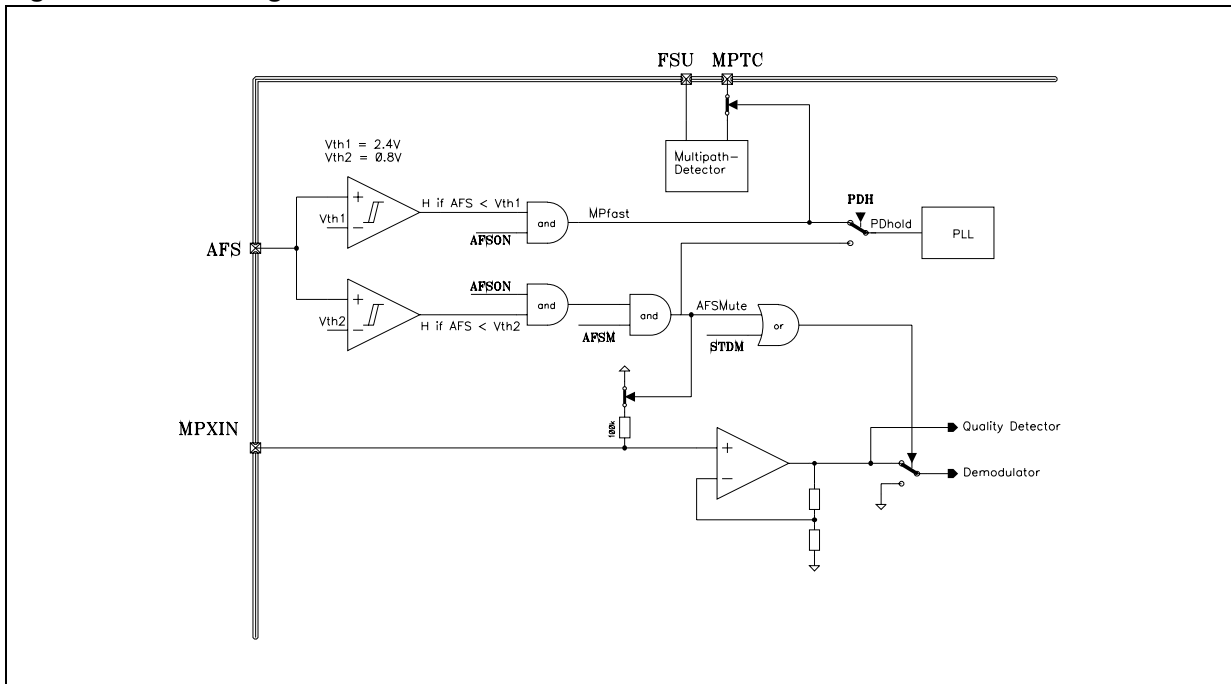 FSU MPTC
Vth1 = 2.4V
Vth2 = 0.8V
Multipath-
Detector
Vth1
H if AFS < Vth1
and
MPfast
AFSON
PDH
PDhold
PLL
AFS
AFSON
and
Vth2
H if AFS < Vth2
and
AFSM
AFSMute
or
STDM
100k
MPXIN
Quality Detector
Demodulator